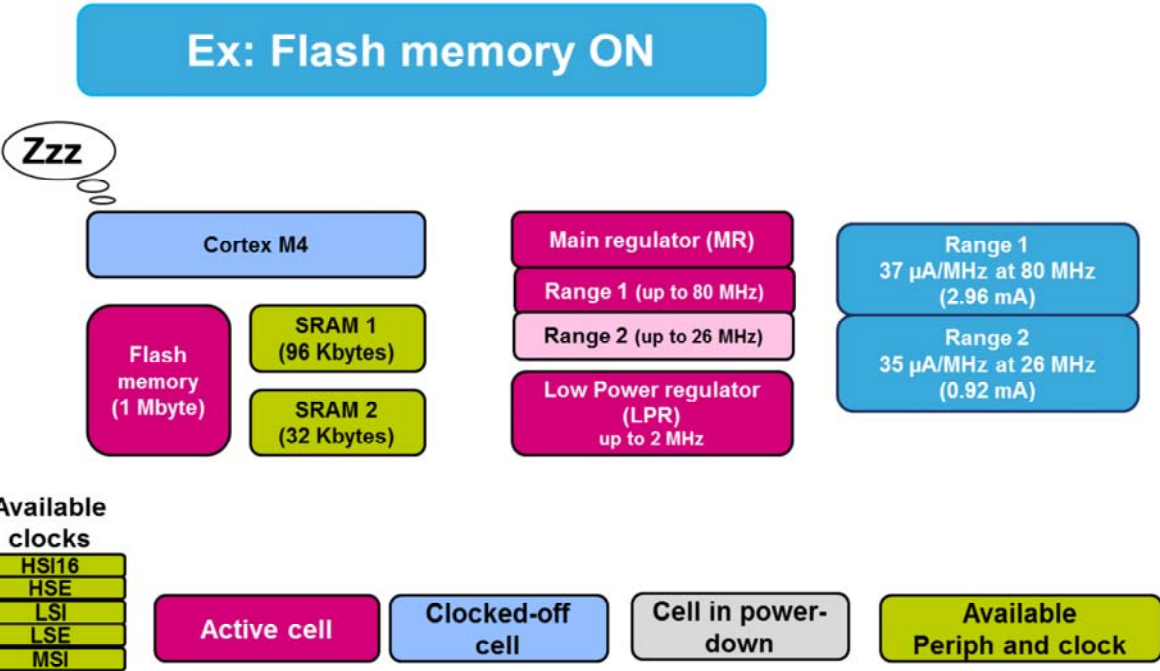 Ex: Flash memory ON
Zzz
Cortex M4
Flash
memory
(1 Mbyte)
SRAM 1
(96 Kbytes)
SRAM 2
(32 Kbytes)
Main regulator (MR)
Range 1 (up to 80 MHz)
Range 2 (up to 26 MHz)
Low Power regulator
(LPR)
up to 2 MHz
Range 1
37 µA/MHz at 80 MHz
(2.96 mA)
Range 2
35 µA/MHz at 26 MHz
(0.92 mA)
Available
clocks
HSI16
HSE
LSI
LSE
MSI
Active cell
Clocked-off
cell
Cell in power-
down
Available
Periph and clock